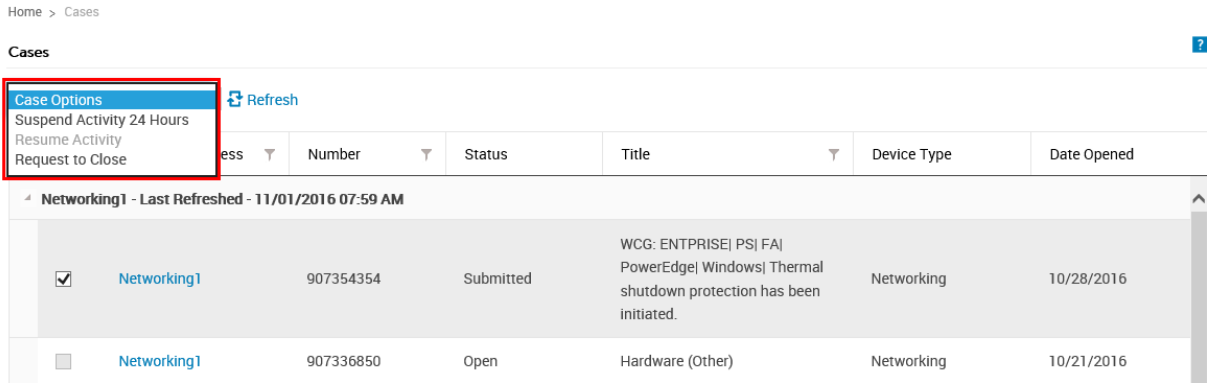 Home > Cases
Cases
?
Case Options
Suspend Activity 24 Hours
Resume Activity
Request to Close
Refresh
ess Number Status Title Device Type Date Opened
Networking1 - Last Refreshed - 11/01/2016 07:59 AM
Networking1 907354354 Submitted WCG: ENTPRISE| PS| FA| Networking 10/28/2016
PowerEdge| Windows| Thermal
shutdown protection has been
initiated.
Networking1 907336850 Open Hardware (Other) Networking 10/21/2016